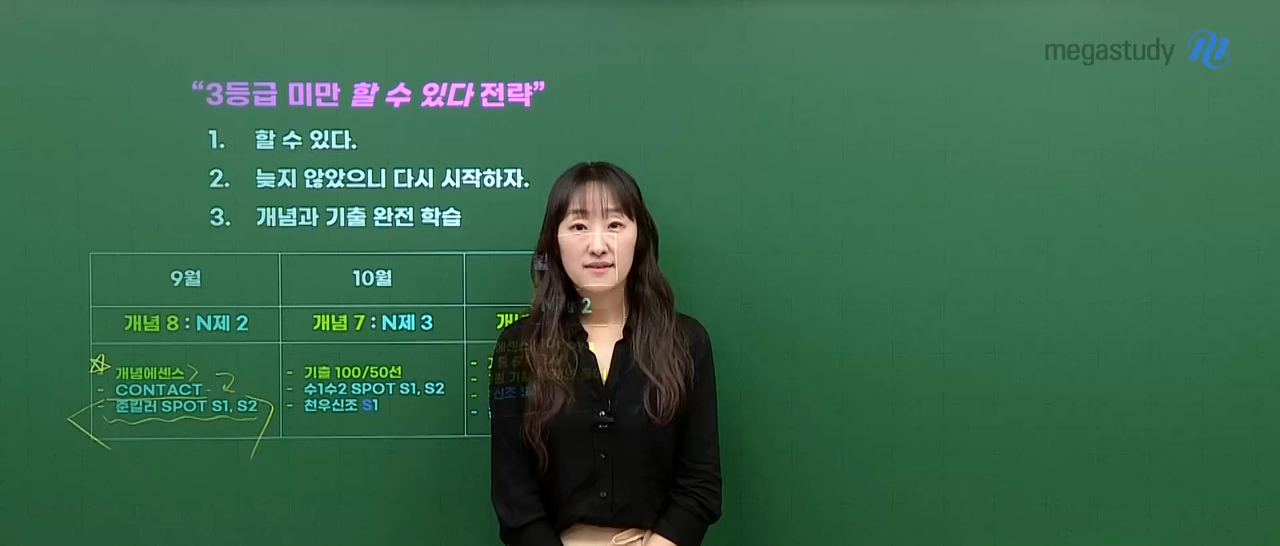 megastudy
“3등급 미만 할 수 있다 전략”
1. 할 수 있다.
2. 늦지 않았으니 다시 시작하자.
3. 개념과 기출 완전 학습
9월 10월 월
개념 8 : N제 2 개념 7 : N제 3 2
- 개념에센스 - 기출 100/50선
- CONTACT - 수1수2 SPOT S1, S2
- 준킬러 SPOT S1, S2 - 천우신조 S1